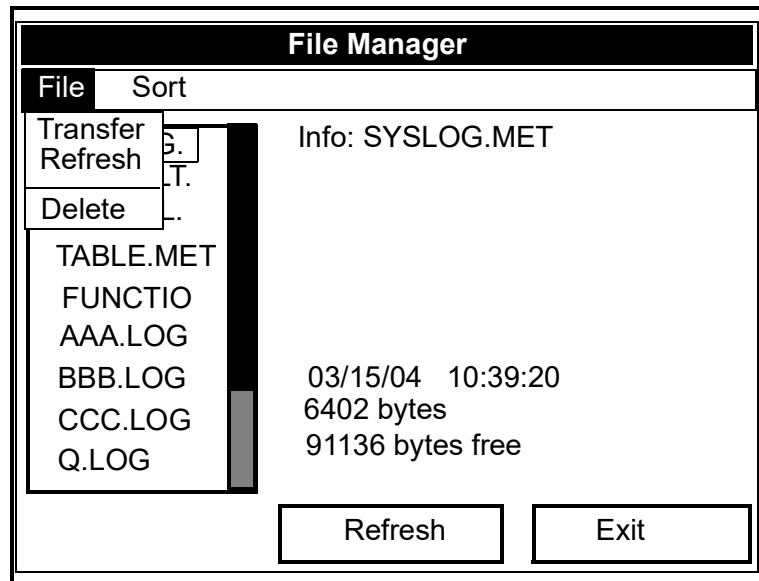 File Manager
File Sort
Transfer
Refresh
Delete
G.
LT.
L.
TABLE.MET
FUNCTIO
AAA.LOG
BBB.LOG
CCC.LOG
Q.LOG
Info: SYSLOG.MET
03/15/04 10:39:20
6402 bytes
91136 bytes free
Refresh Exit